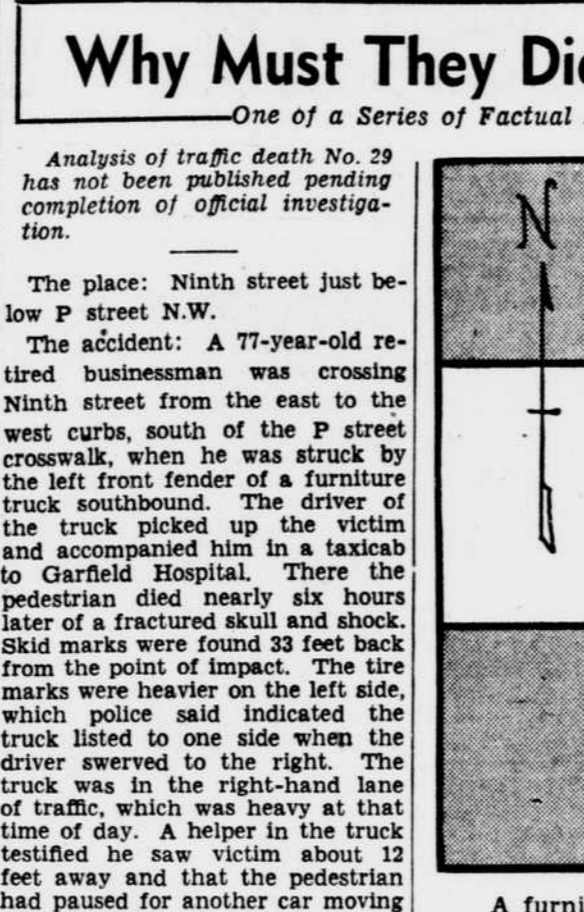 Why Must They Die
One of a Series of Factual
Analysis of traffic death No. 29
has not been published pending
completion of official investiga-
tion.
The place: Ninth street just be-
low P street N.W.
The accident: A 77-year-old re-
tired businessman was crossing
Ninth street from the east to the
west curbs, south of the P street
crosswalk, when he was struck by
the left front fender of a furniture
truck southbound. The driver of
the truck picked up the victim
and accompanied him in a taxicab
to Garfield Hospital. There the
pedestrian died nearly six hours
later of a fractured skull and shock.
Skid marks were found 33 feet back
from the point of impact. The tire
marks were heavier on the left side,
which police said indicated the
truck listed to one side when the
driver swerved to the right. The
truck was in the right-hand lane
of traffic, which was heavy at that
time of day. A helper in the truck
testified he saw victim about 12
feet away and that the pedestrian
had paused for another car moving
N
A furni